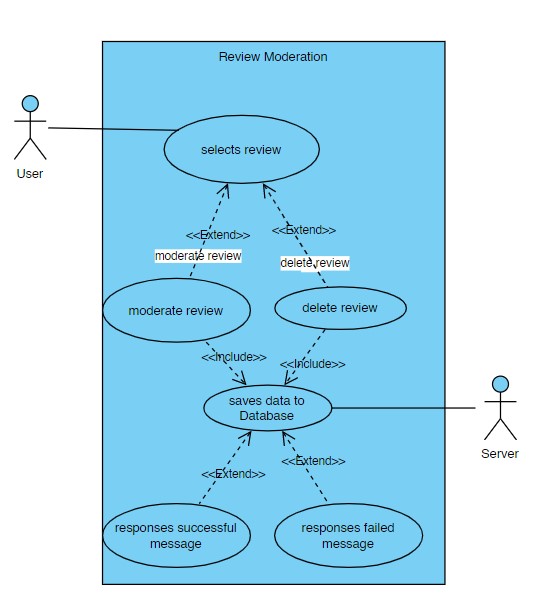 Review Moderation
User
selects review
<<Extend>>
<<Extend>>
moderate review
delete review
moderate review
delete review
<<Include>>
<<Include>>
saves data to
Database
Server
<<Extend>>
<<Extend>>
responses successful
message
responses failed
message